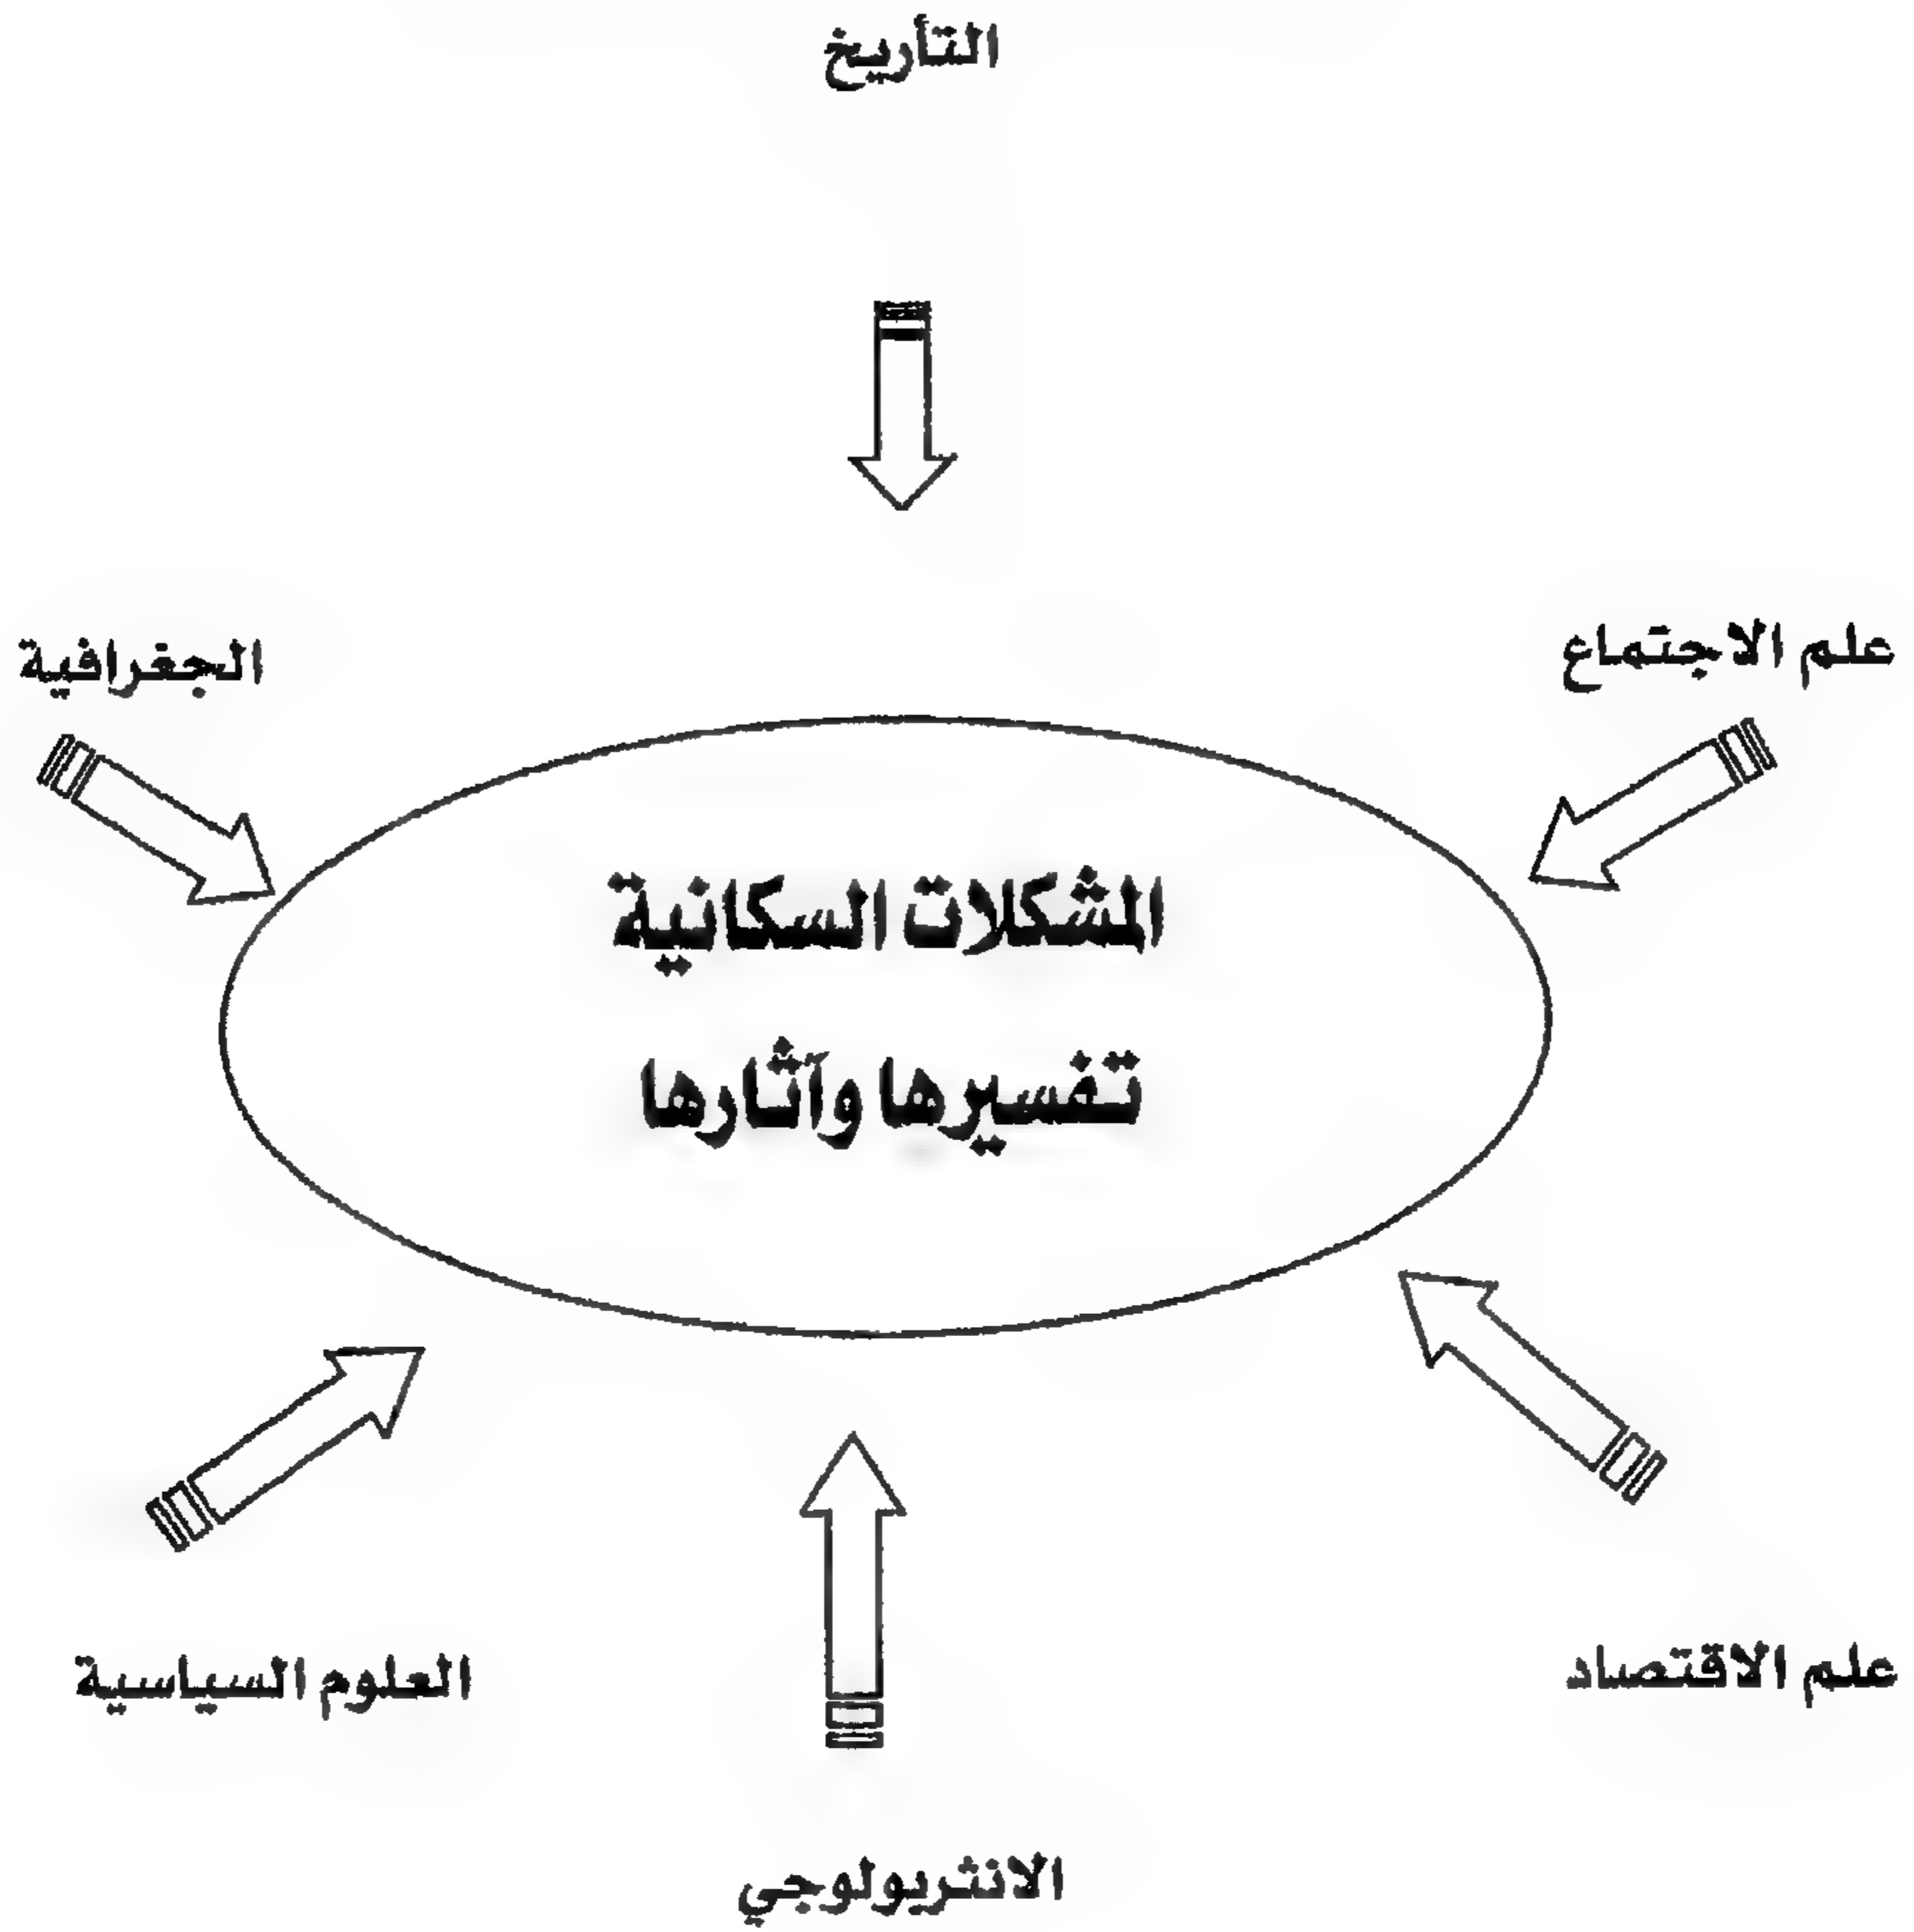 التأريخ
علم الاجتماع
الجغرافية
المشكلات السكانية
تفسيرها وآثارها
علم الاقتصاد
العلوم السياسية
الانثربولوجي